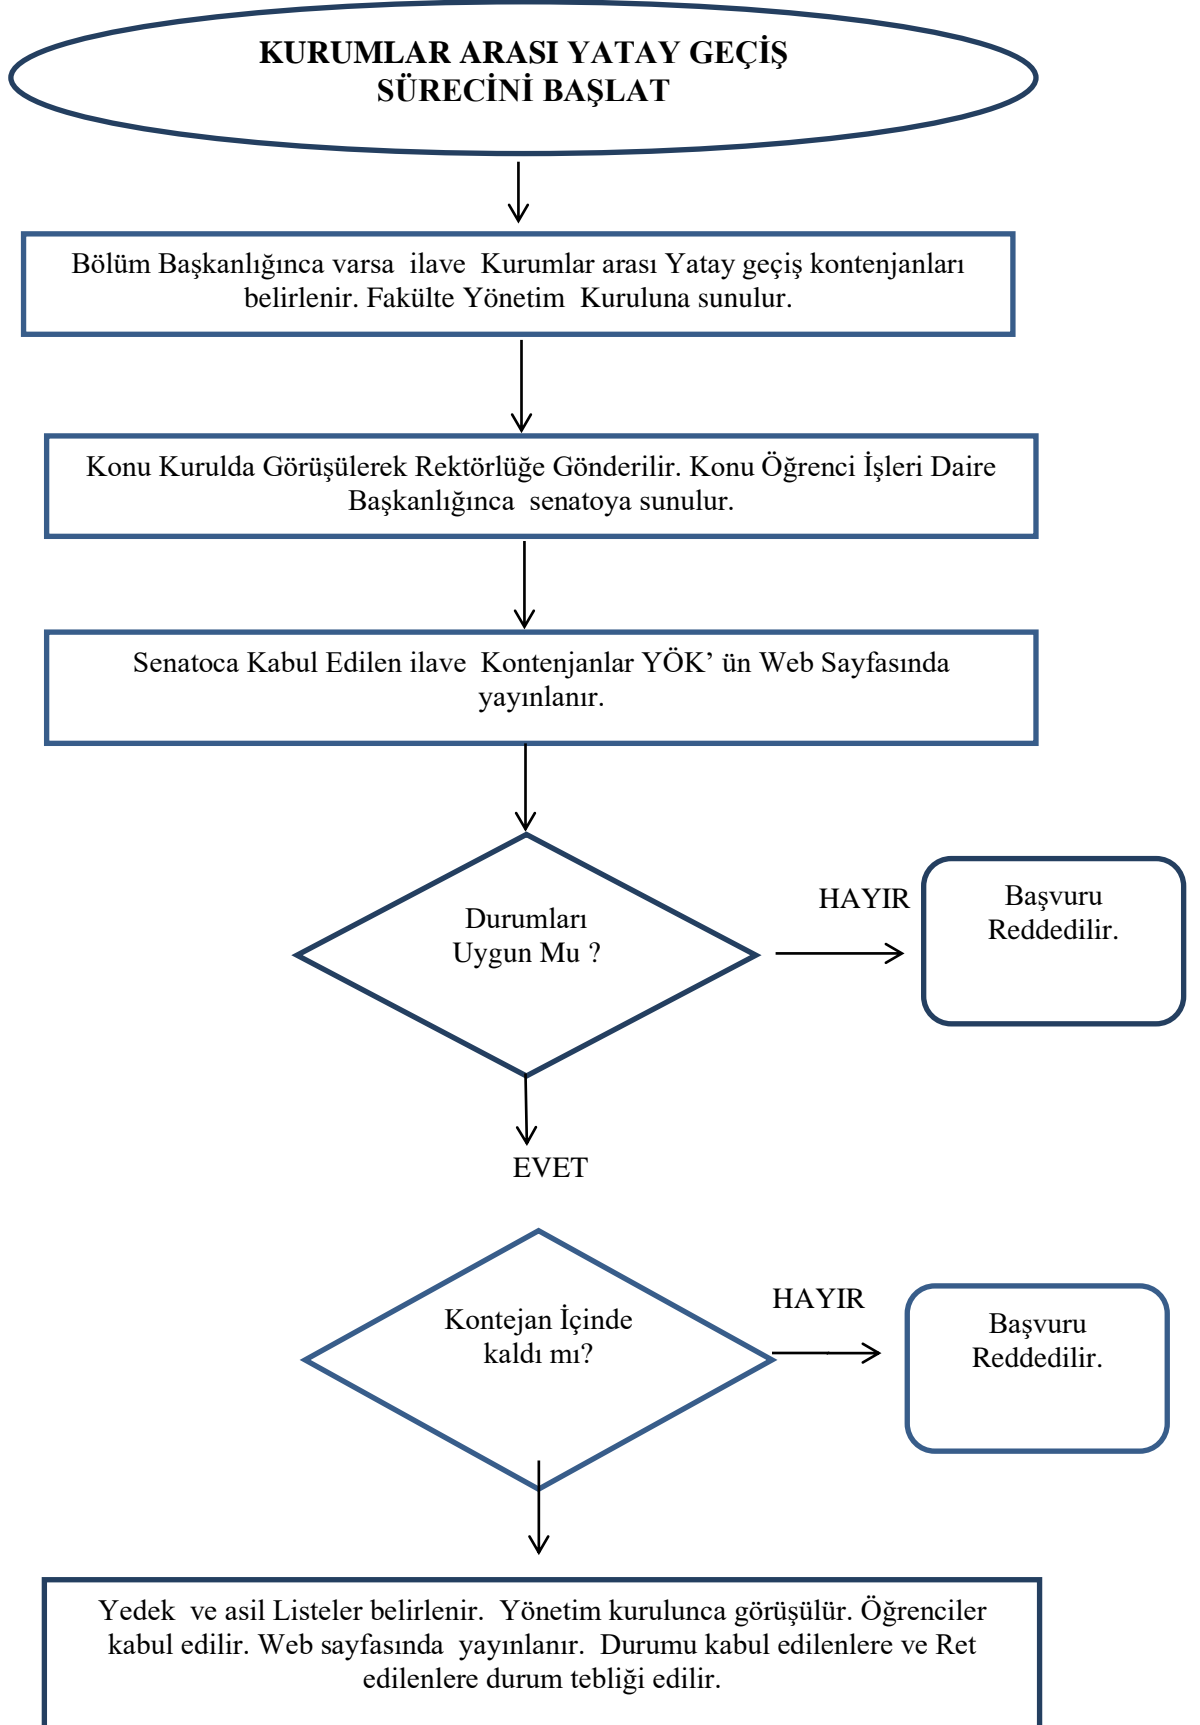 KURUMLAR ARASI YATAY GEÇİŞ
SÜRECİNİ BAŞLAT
Bölüm Başkanlığınca varsa ilave Kurumlar arası Yatay geçiş kontenjanları
belirlenir. Fakülte Yönetim Kuruluna sunulur.
Konu Kurulda Görüşülerek Rektörlüğe Gönderilir. Konu Öğrenci İşleri Daire
Başkanlığınca senatoya sunulur.
Senatoca Kabul Edilen ilave Kontenjanlar YÖK’ ün Web Sayfasında
yayınlanır.
Durumları
Uygun Mu ?
HAYIR
Başvuru
Reddedilir.
EVET
Kontejan İçinde
kaldı mı?
HAYIR
Başvuru
Reddedilir.
Yedek ve asil Listeler belirlenir. Yönetim kurulunca görüşülür. Öğrenciler
kabul edilir. Web sayfasında yayınlanır. Durumu kabul edilenlere ve Ret
edilenlere durum tebliği edilir.